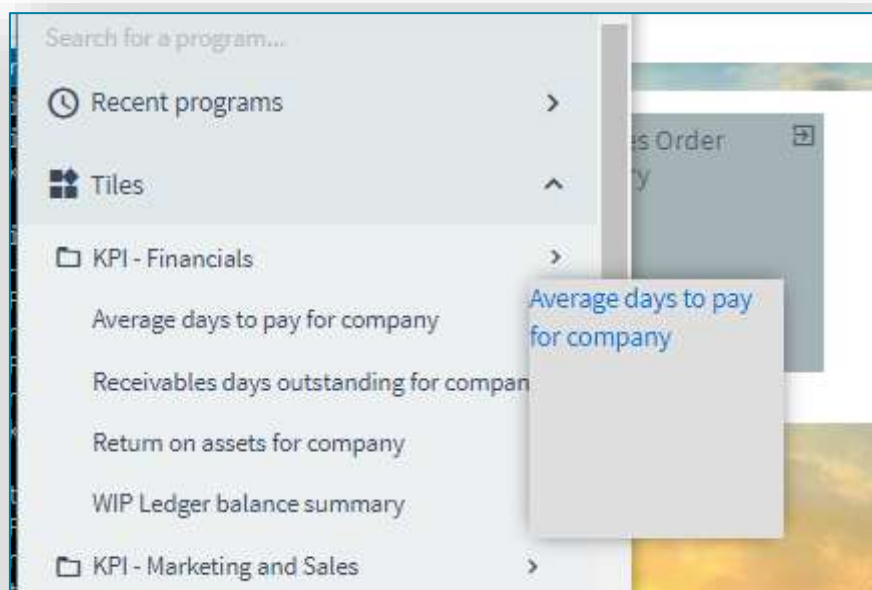 Search for a program...
Recent programs
es Order
Tiles
KPI - Financials
Average days to pay
for company
Average days to pay for company
Receivables days outstanding for compan
Return on assets for company
WIP Ledger balance summary
KPI - Marketing and Sales